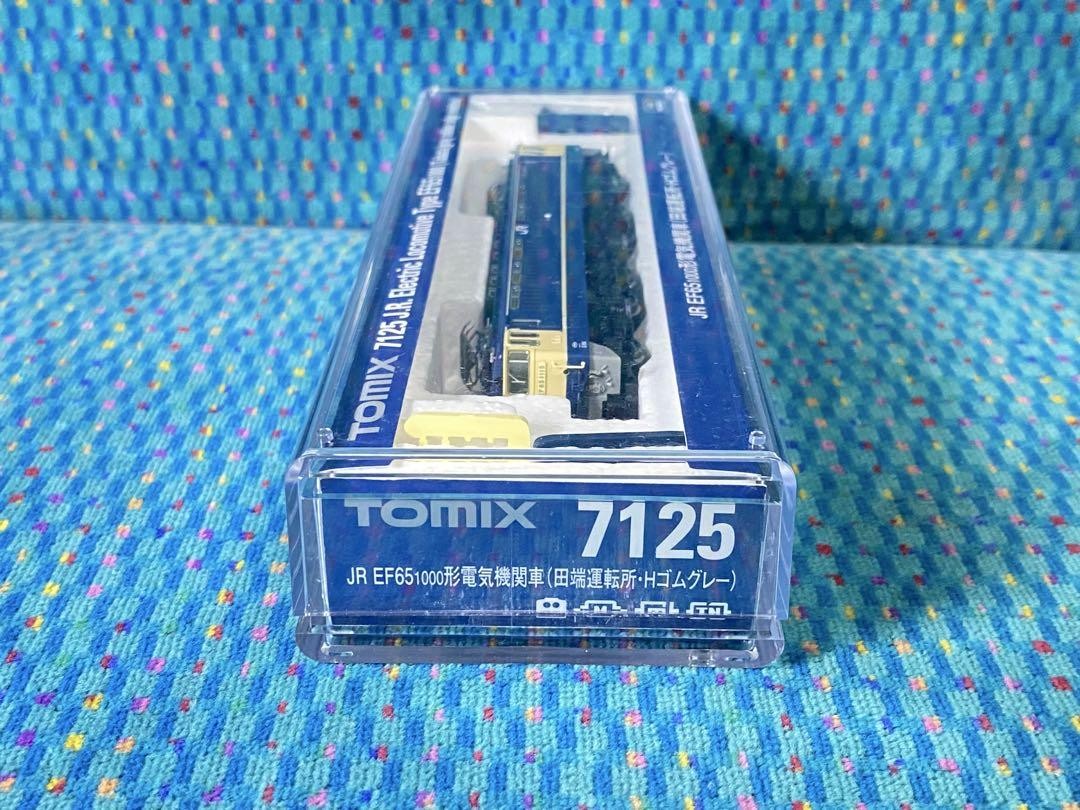 TOMIX 7125 J.R. Electric Locomotive Type EF65
JR EF65 1000形電気機関車(田端運転所・Hゴムグレー)
JR
TOMIX 7125
JR EF65 1000形電気機関車(田端運転所・Hゴムグレー)